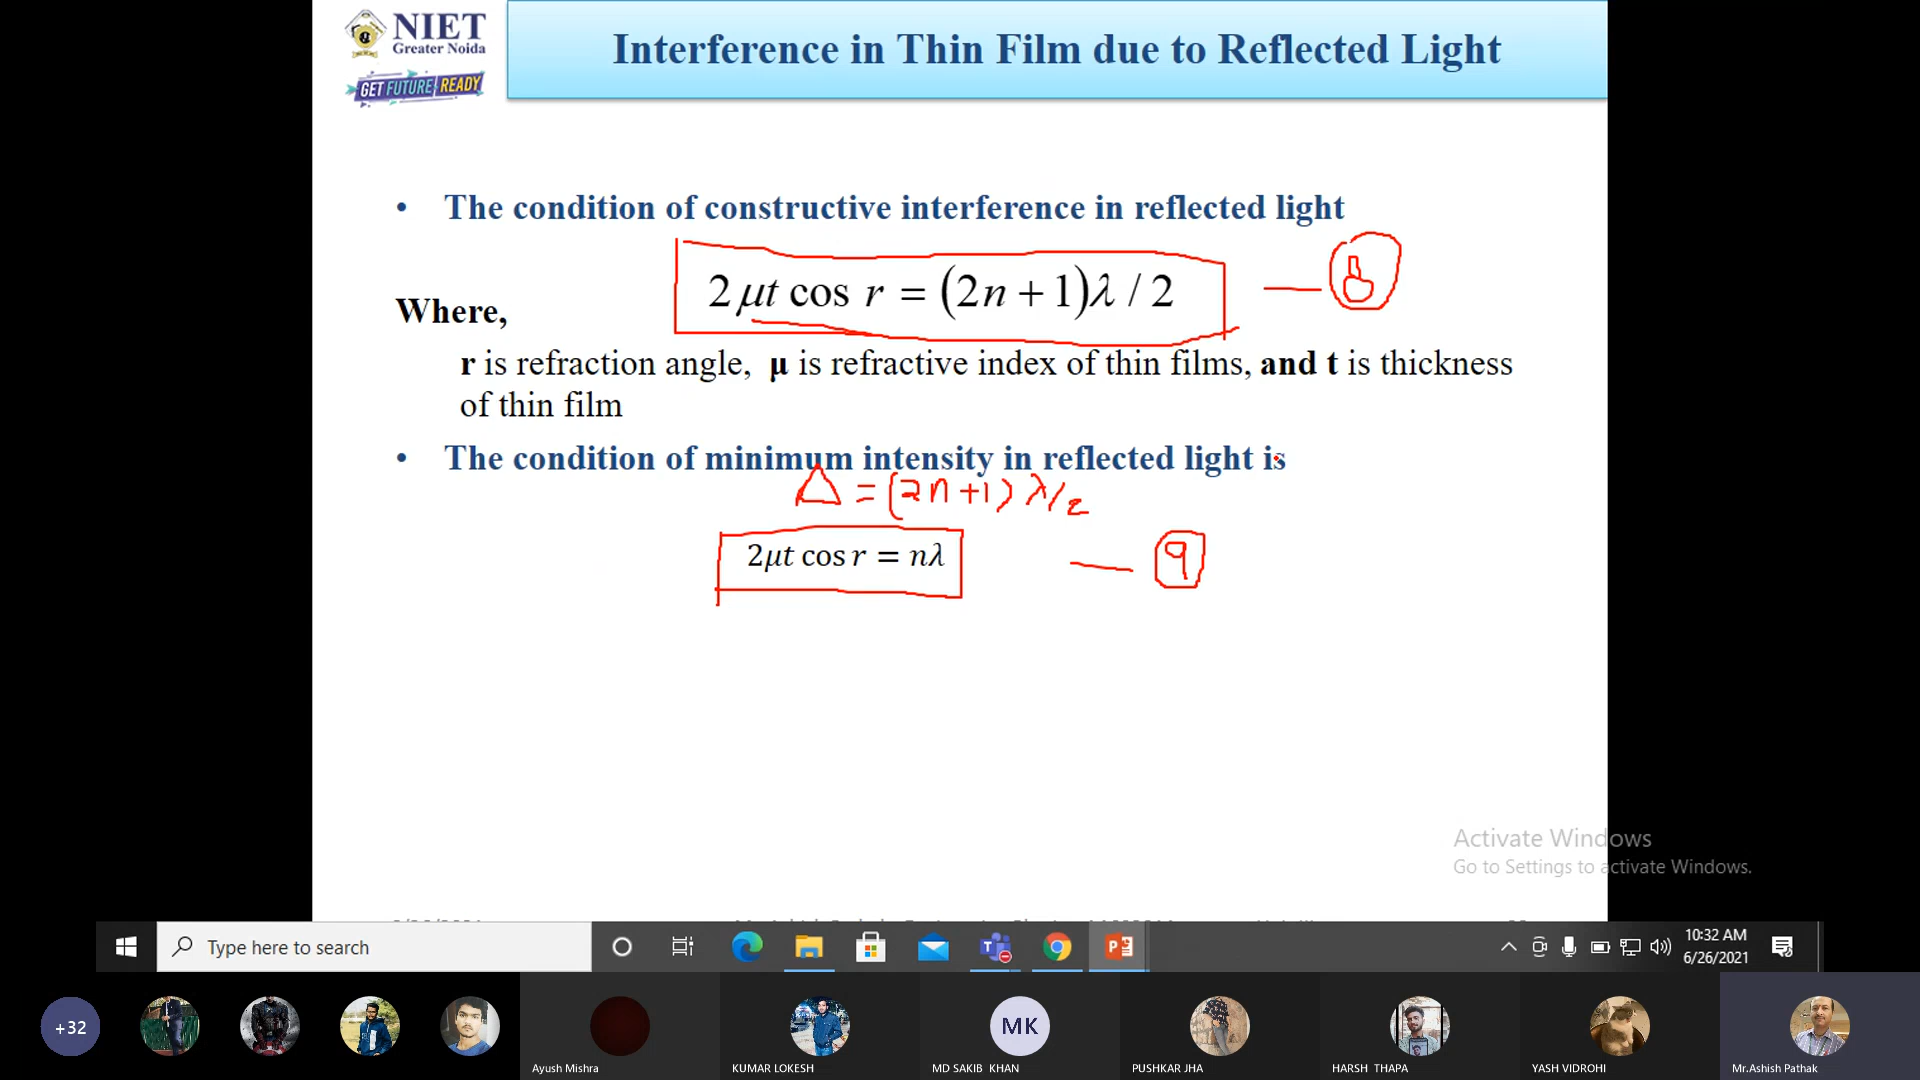 NIET
Greater Noida
GET FUTURE READY
Interference in Thin Film due to Reflected Light
• The condition of constructive interference in reflected light
2μt cos r = (2n + 1)λ / 2
8
Where,
r is refraction angle, μ is refractive index of thin films, and t is thickness
of thin film
• The condition of minimum intensity in reflected light is
Δ = (2n+1) λ/2
2μt cos r = nλ
9
Activate Windows
Go to Settings to activate Windows.
Type here to search
10:32 AM
6/26/2021
+32
MK
Ayush Mishra
KUMAR LOKESH
MD SAKIB KHAN
PUSHKAR JHA
HARSH THAPA
YASH VIDROHI
Mr.Ashish Pathak